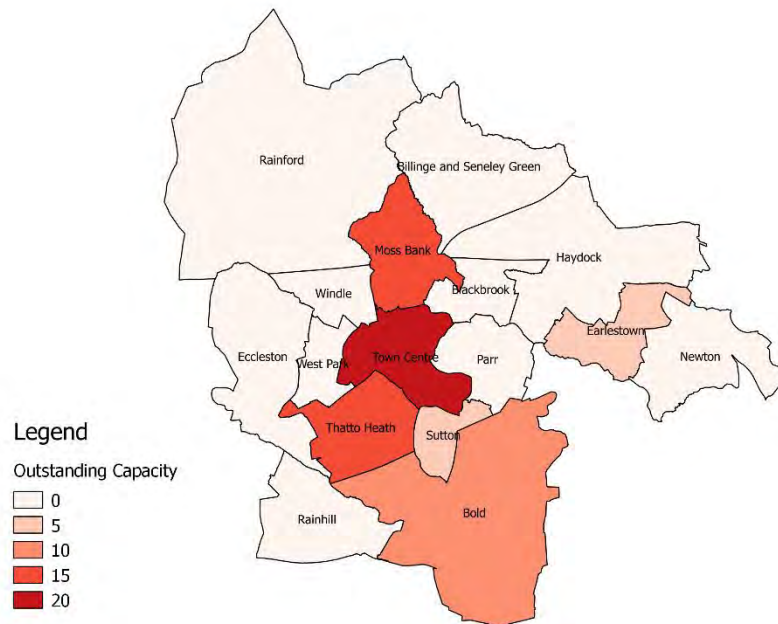 Rainford
Billinge and Seneley Green
Moss Bank
Haydock
Windle
Blackbrook
Earlestown
Eccleston
West Park
Town Centre
Parr
Newton
Thatto Heath
Sutton
Rainhill
Bold
Legend
Outstanding Capacity
0
5
10
15
20